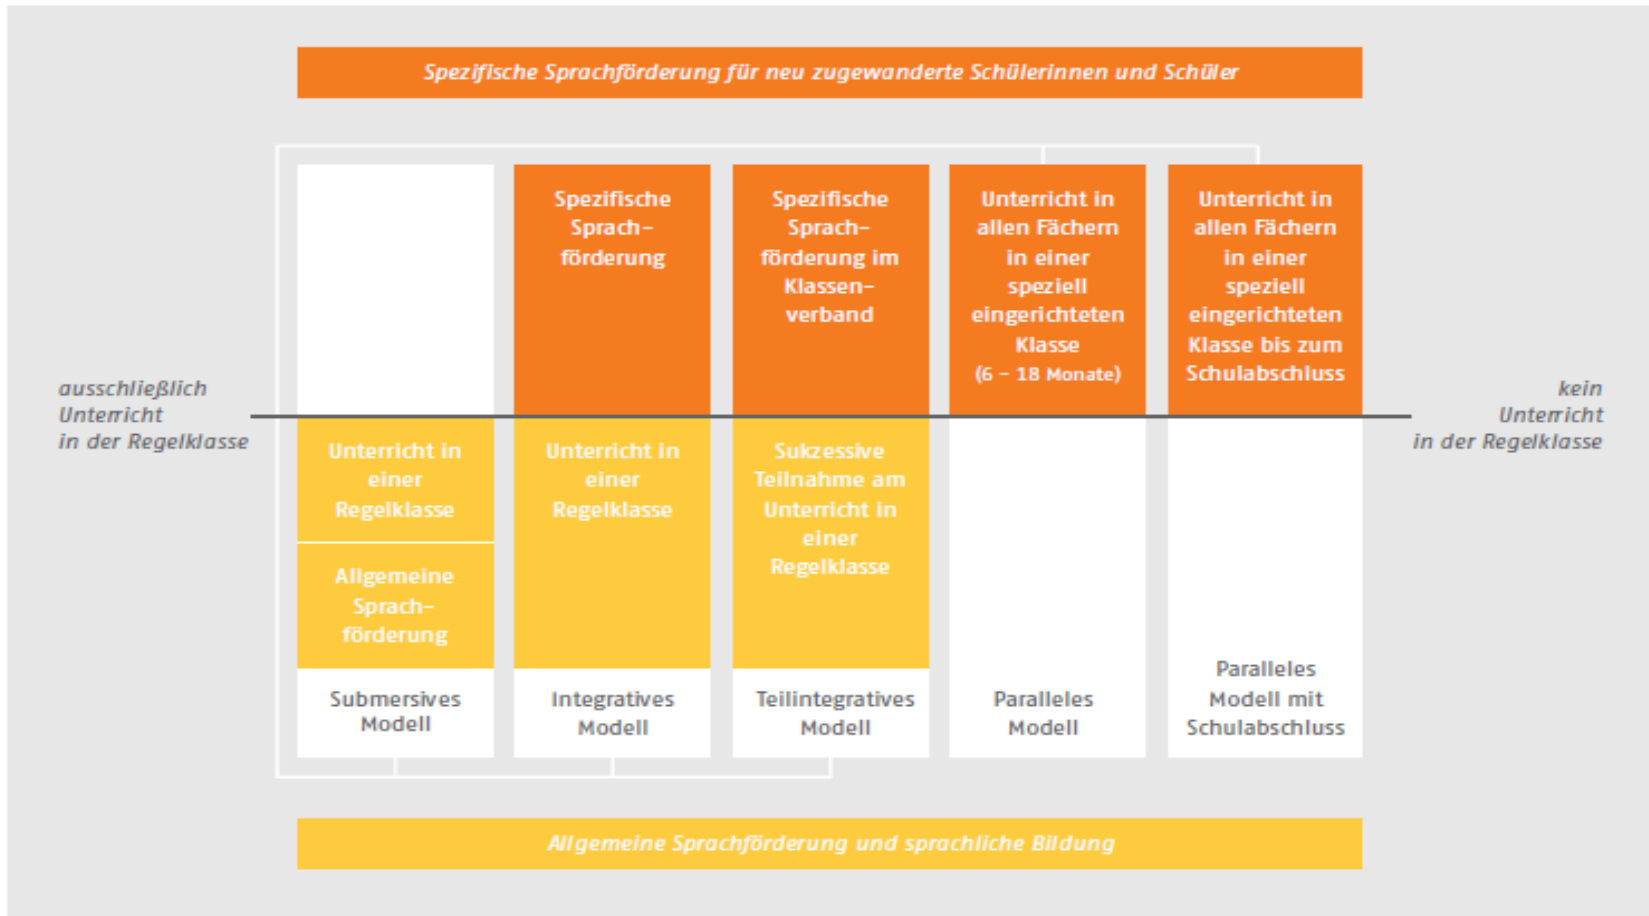 Spezifische Sprachförderung für neu zugewanderte Schülerinnen und Schüler
Spezifische
Sprach-
förderung
Spezifische
Sprach-
förderung im
Klassen-
verband
Unterricht in
allen Fächern
in einer
speziell
eingerichteten
Klasse
(6 – 18 Monate)
Unterricht in
allen Fächern
in einer
speziell
eingerichteten
Klasse bis zum
Schulabschluss
ausschließlich
Unterricht
in der Regelklasse
kein
Unterricht
in der Regelklasse
Unterricht in
einer
Regelklasse
Allgemeine
Sprach-
förderung
Unterricht in
einer
Regelklasse
Sukzessive
Teilnahme am
Unterricht in
einer
Regelklasse
Submersives
Modell
Integratives
Modell
Teilintegratives
Modell
Paralleles
Modell
Paralleles
Modell mit
Schulabschluss
Allgemeine Sprachförderung und sprachliche Bildung